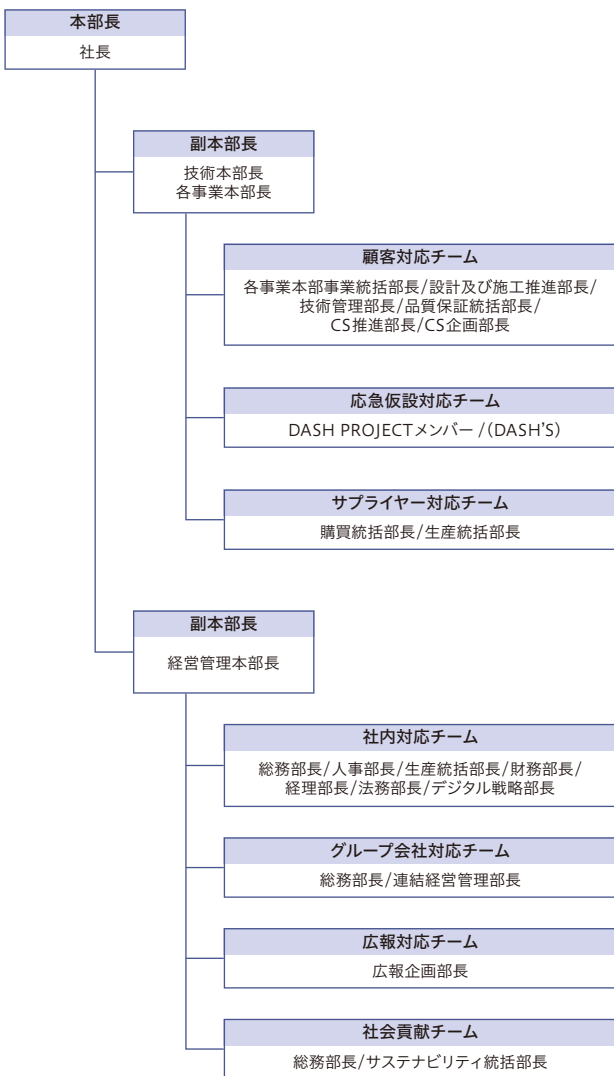 本部長
社長
副本部長
技術本部長
各事業本部長
顧客対応チーム
各事業本部事業統括部長/設計及び施工推進部長/
技術管理部長/品質保証統括部長/
CS推進部長/CS企画部長
応急仮設対応チーム
DASH PROJECTメンバー /(DASH'S)
サプライヤー対応チーム
購買統括部長/生産統括部長
副本部長
経営管理本部長
社内対応チーム
総務部長/人事部長/生産統括部長/財務部長/
経理部長/法務部長/デジタル戦略部長
グループ会社対応チーム
総務部長/連結経営管理部長
広報対応チーム
広報企画部長
社会貢献チーム
総務部長/サステナビリティ統括部長